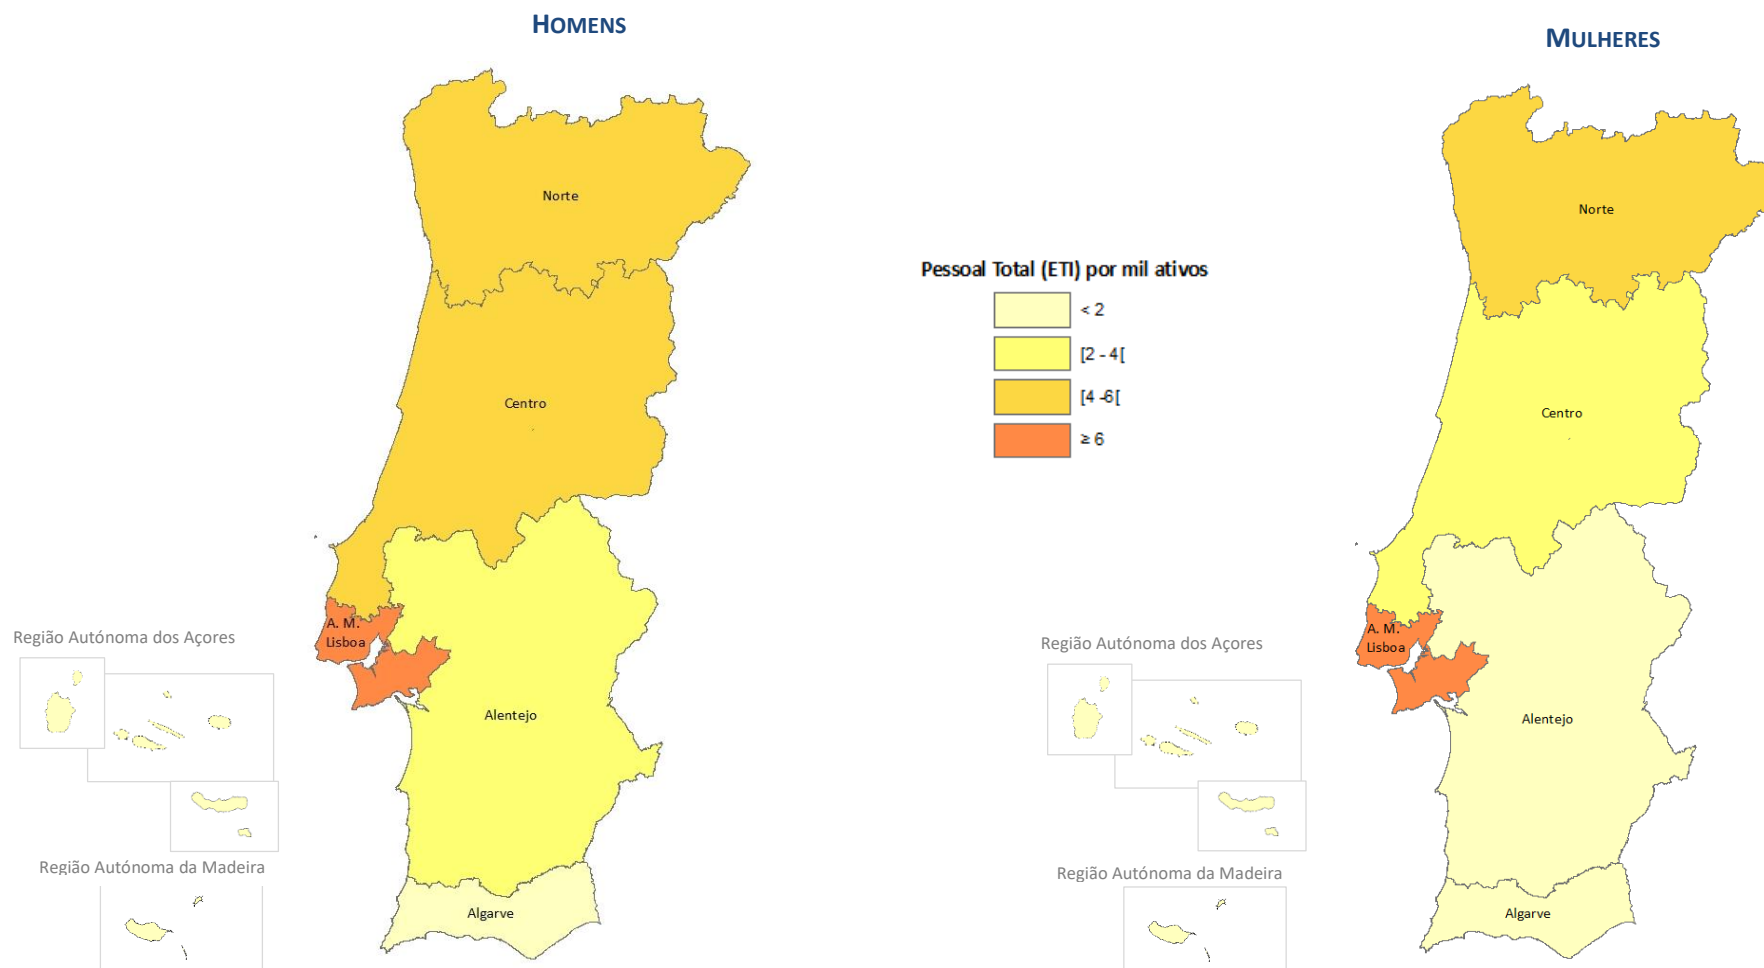 HOMENS
Norte
Centro
A. M.
Lisboa
Alentejo
Algarve
Região Autónoma dos Açores
Região Autónoma da Madeira
Pessoal Total (ETI) por mil ativos
< 2
[2 - 4[
[4 -6[
≥ 6
MULHERES
Norte
Centro
A. M.
Lisboa
Alentejo
Algarve
Região Autónoma dos Açores
Região Autónoma da Madeira